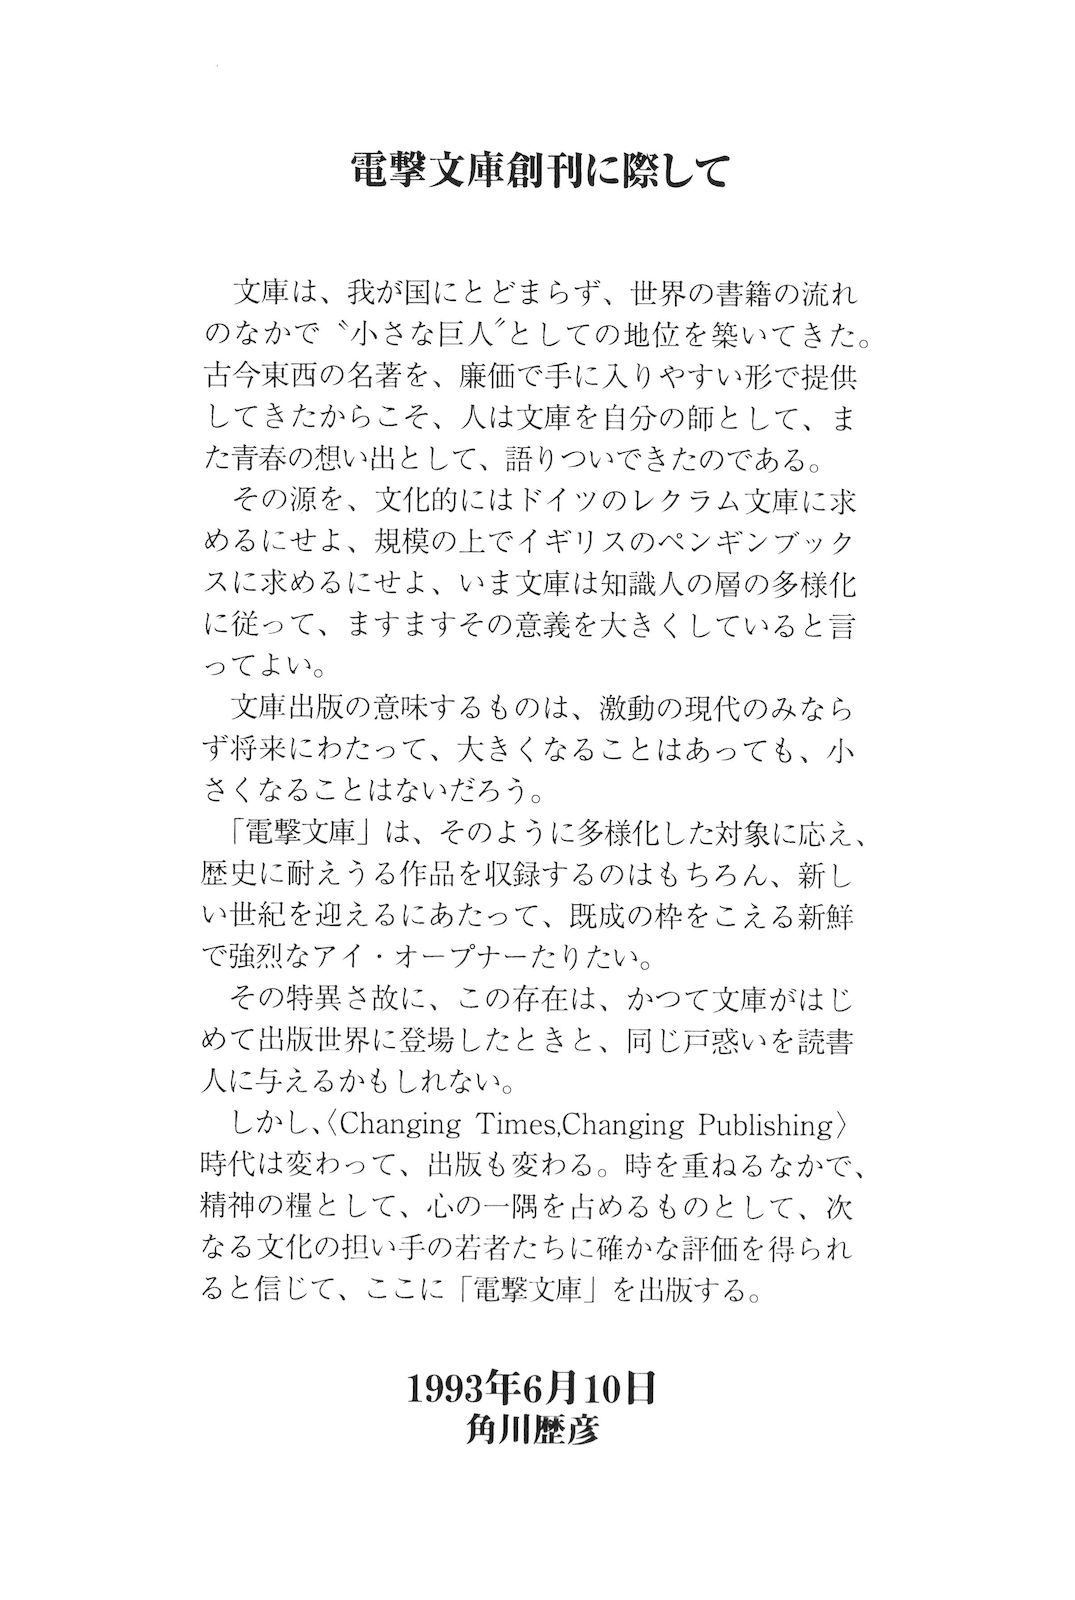 電撃文庫創刊に際して
文庫は、我が国にとどまらず、世界の書籍の流れ
のなかで〝小さな巨人〟としての地位を築いてきた。
古今東西の名著を、廉価で手に入りやすい形で提供
してきたからこそ、人は文庫を自分の師として、ま
た青春の想い出として、語りついできたのである。
その源を、文化的にはドイツのレクラム文庫に求
めるにせよ、規模の上でイギリスのペンギンブック
スに求めるにせよ、いま文庫は知識人の層の多様化
に従って、ますますその意義を大きくしていると言
ってよい。
文庫出版の意味するものは、激動の現代のみなら
ず将来にわたって、大きくなることはあっても、小
さくなることはないだろう。
「電撃文庫」は、そのように多様化した対象に応え、
歴史に耐えうる作品を収録するのはもちろん、新し
い世紀を迎えるにあたって、既成の枠をこえる新鮮
で強烈なアイ・オープナーたりたい。
その特異さ故に、この存在は、かつて文庫がはじ
めて出版世界に登場したときと、同じ戸惑いを読書
人に与えるかもしれない。
しかし、〈Changing Times,Changing Publishing〉
時代は変わって、出版も変わる。時を重ねるなかで、
精神の糧として、心の一隅を占めるものとして、次
なる文化の担い手の若者たちに確かな評価を得られ
ると信じて、ここに「電撃文庫」を出版する。
1993年6月10日
角川歴彦